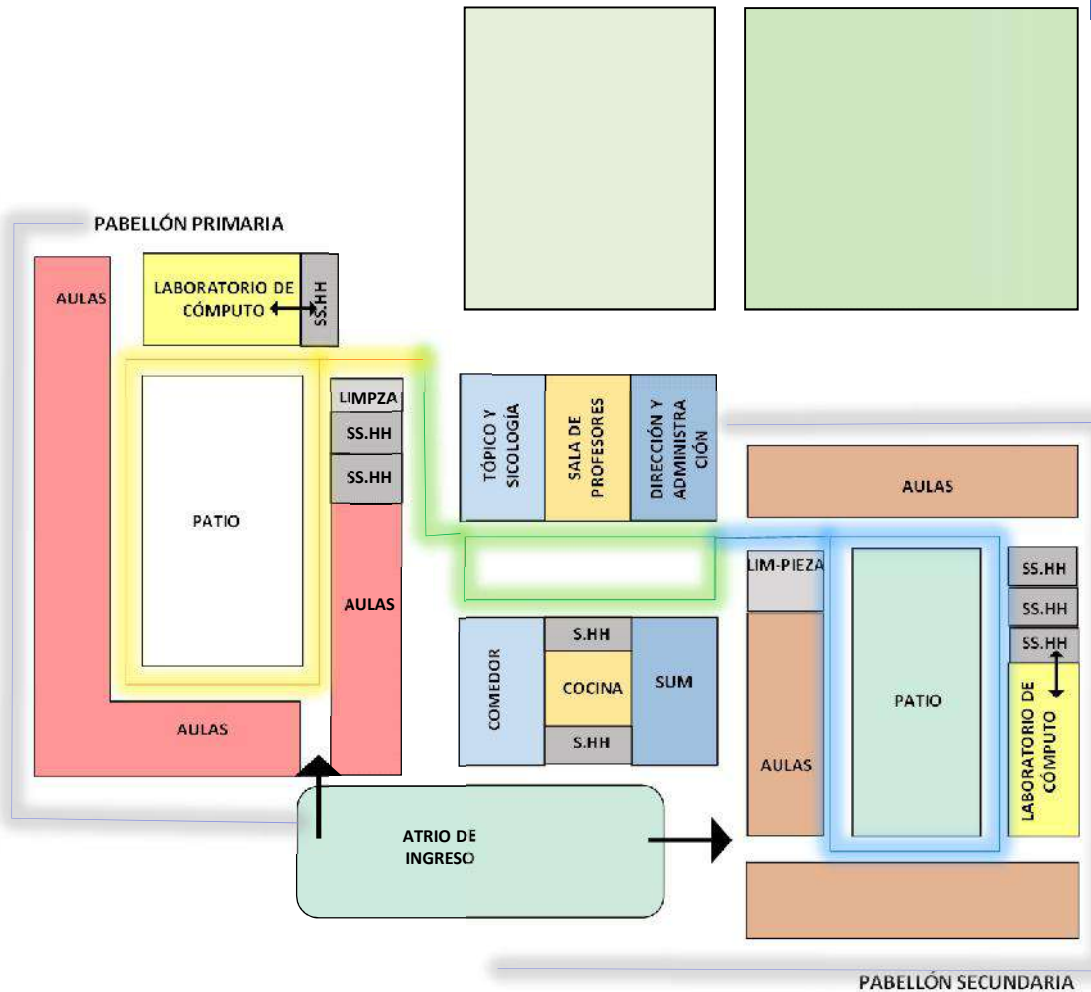 PABELLÓN PRIMARIA
AULAS
LABORATORIO DE
CÓMPUTO
SS.HH
LIMPZA
SS.HH
SS.HH
PATIO
AULAS
AULAS
TÓPICO Y
SICOLOGÍA
SALA DE
PROFESORES
DIRECCIÓN Y
ADMINISTRA
CIÓN
COMEDOR
S.HH
COCINA
S.HH
SUM
ATRIO DE
INGRESO
AULAS
LIM-PIEZA
AULAS
PATIO
SS.HH
SS.HH
SS.HH
LABORATORIO DE
CÓMPUTO
PABELLÓN SECUNDARIA